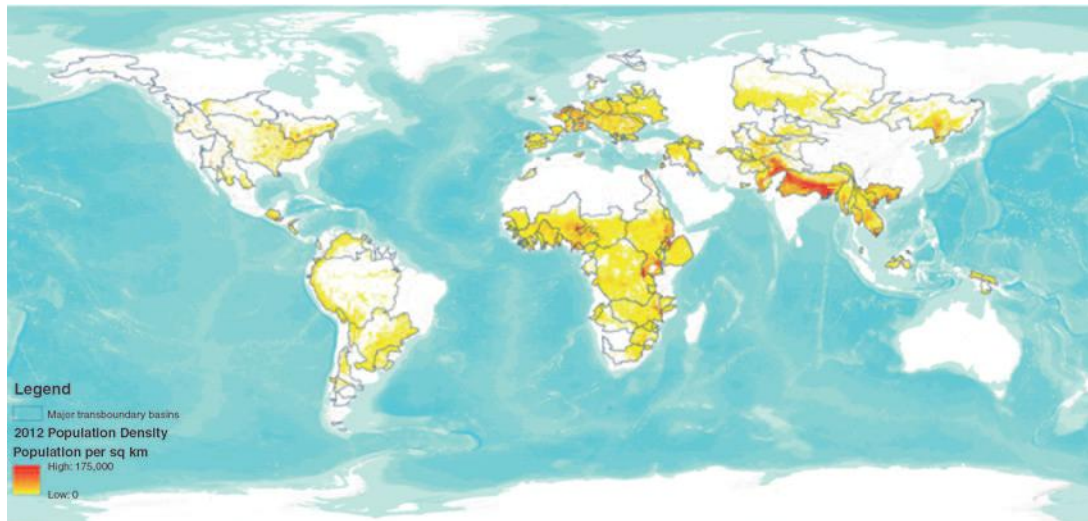 Legend
Major transboundary basins
2012 Population Density
Population per sq km
High: 175,000
Low: 0